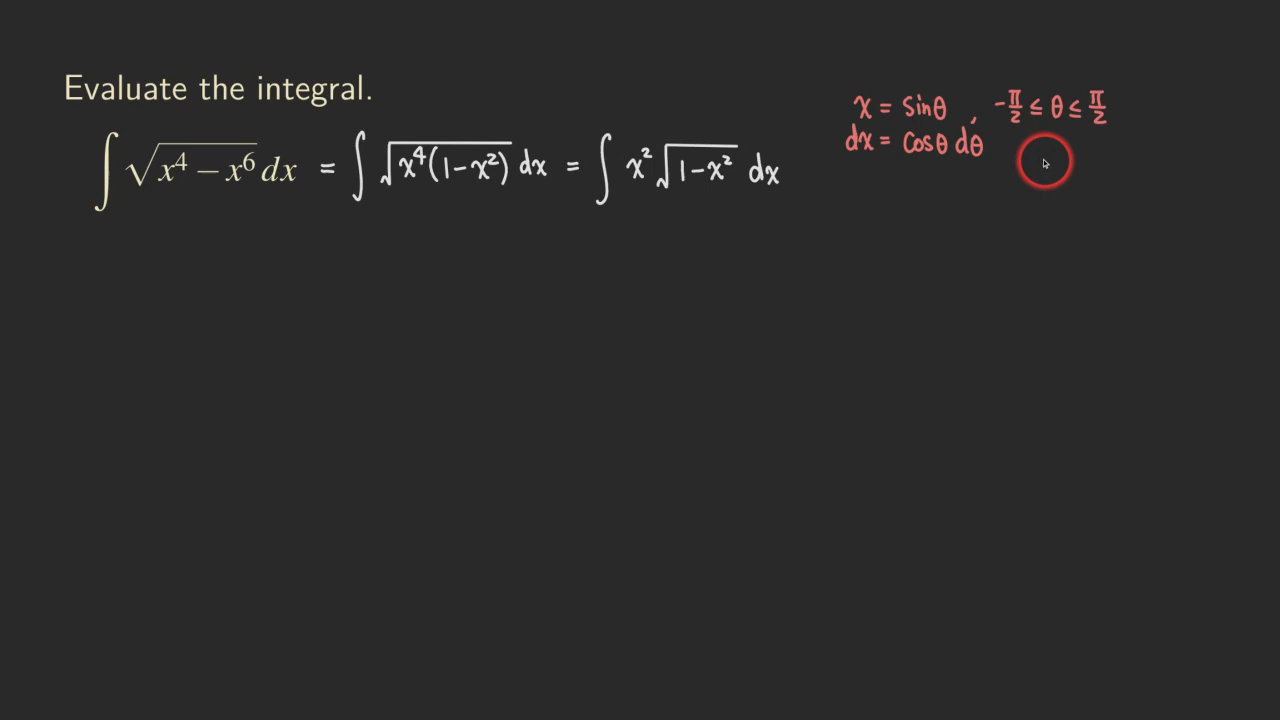 Evaluate the integral.
∫ √(x⁴ − x⁶) dx = ∫ √(x⁴(1−x²)) dx = ∫ x² √(1−x²) dx
x = sinθ , -π/2 ≤ θ ≤ π/2
dx = cosθ dθ